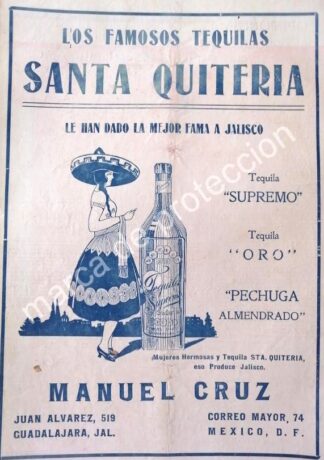 LOS FAMOSOS TEQUILAS
SANTA QUITERIA
LE HAN DADO LA MEJOR FAMA A JALISCO
Tequila
"SUPREMO"
Tequila
"ORO"
"PECHUGA
ALMENDRADO"
Tequila
marca de protección
Mujeres Hermosas y Tequila STA. QUITERIA,
eso Produce Jalisco.
MANUEL CRUZ
JUAN ALVAREZ, 519
GUADALAJARA, JAL.
CORREO MAYOR, 74
MEXICO, D. F.